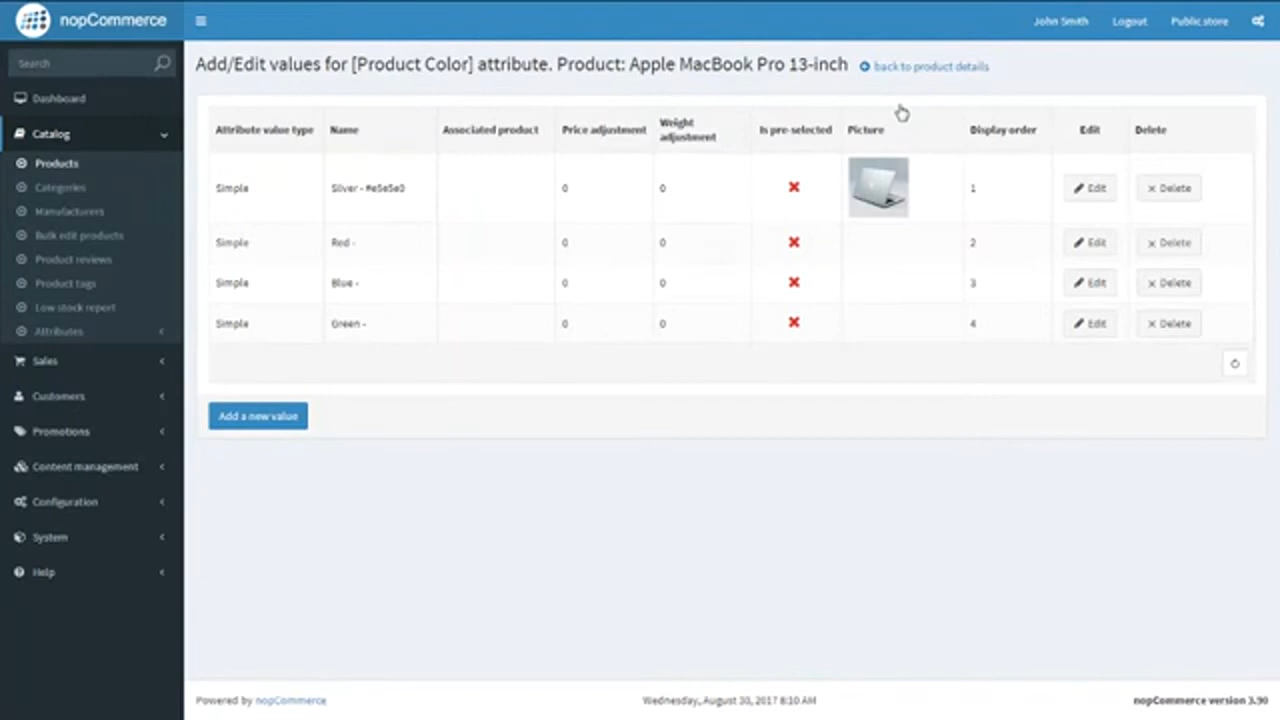 nopCommerce
John Smith
Logout
Public store
Search
Add/Edit values for [Product Color] attribute. Product: Apple MacBook Pro 13-inch
back to product details
Dashboard
Catalog
Products
Categories
Manufacturers
Bulk edit products
Product reviews
Product tags
Low stock report
Attributes
Sales
Customers
Promotions
Content management
Configuration
System
Help
Attribute value type Name Associated product Price adjustment Weight adjustment Is pre-selected Picture Display order Edit Delete
Simple Silver - #e5e5e0 0 0 1 Edit Delete
Simple Red - 0 0 2 Edit Delete
Simple Blue - 0 0 3 Edit Delete
Simple Green - 0 0 4 Edit Delete
Add a new value
Powered by nopCommerce
Wednesday, August 30, 2017 8:10 AM
nopCommerce version 3.90